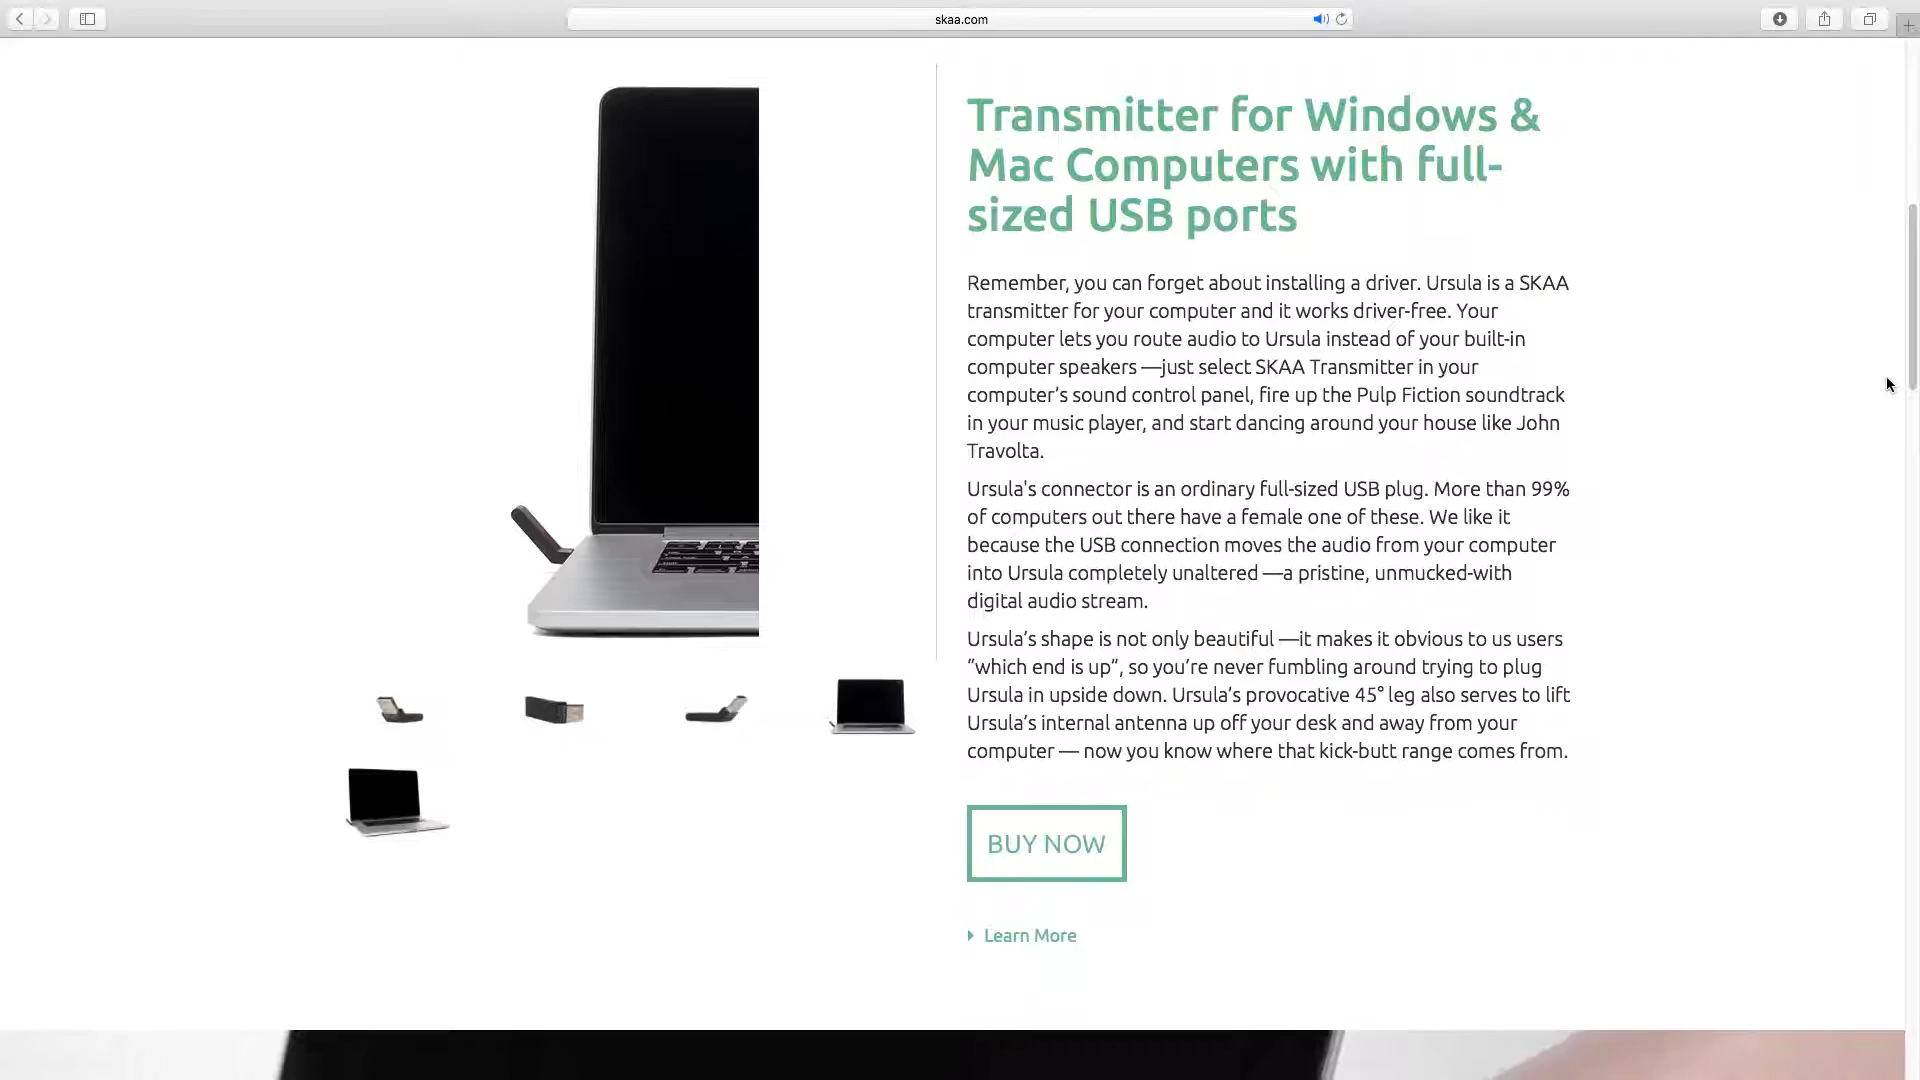 skaa.com
Transmitter for Windows &
Mac Computers with full-
sized USB ports
Remember, you can forget about installing a driver. Ursula is a SKAA
transmitter for your computer and it works driver-free. Your
computer lets you route audio to Ursula instead of your built-in
computer speakers —just select SKAA Transmitter in your
computer’s sound control panel, fire up the Pulp Fiction soundtrack
in your music player, and start dancing around your house like John
Travolta.
Ursula's connector is an ordinary full-sized USB plug. More than 99%
of computers out there have a female one of these. We like it
because the USB connection moves the audio from your computer
into Ursula completely unaltered —a pristine, unmucked-with
digital audio stream.
Ursula’s shape is not only beautiful —it makes it obvious to us users
“which end is up”, so you’re never fumbling around trying to plug
Ursula in upside down. Ursula’s provocative 45° leg also serves to lift
Ursula’s internal antenna up off your desk and away from your
computer — now you know where that kick-butt range comes from.
BUY NOW
Learn More